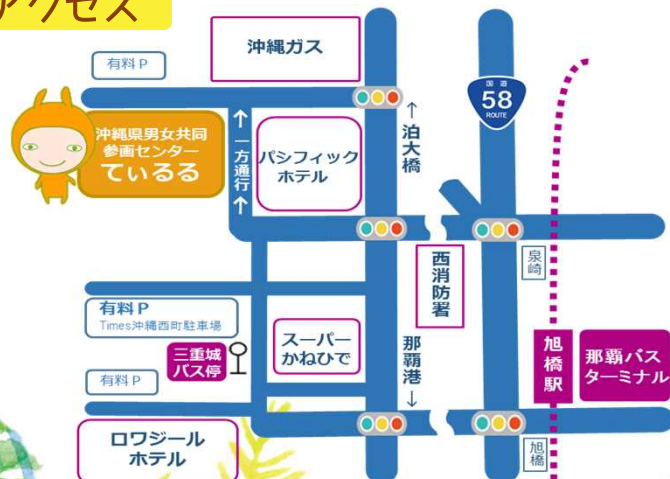 アクセス
沖縄ガス
有料P
国道
58
ROUTE
沖縄県男女共同
参画センター
ているる
↑一方通行↑
パシフィック
ホテル
↑泊大橋
泉崎
西消防署
有料P
Times沖縄西町駐車場
三重城
バス停
スーパー
かねひで
那覇港↓
旭橋駅
那覇バス
ターミナル
有料P
ロワジール
ホテル
旭橋